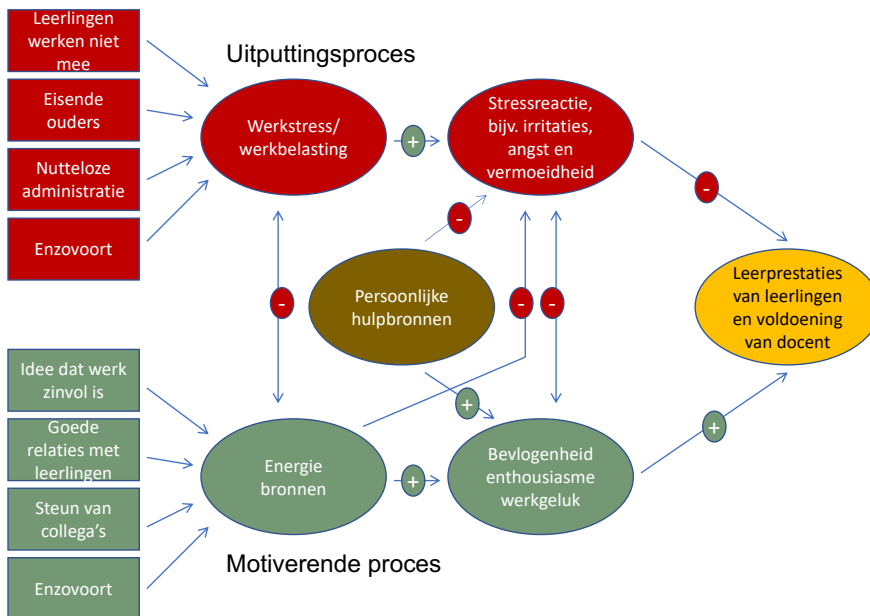 Leerlingen
werken niet
mee
Eisende
ouders
Nutteloze
administratie
Enzovoort
Uitputtingsproces
Werkstress/
werkbelasting
+
Stressreactie,
bijv. irritaties,
angst en
vermoeidheid
-
-
Persoonlijke
hulpbronnen
-
-
-
Leerprestaties
van leerlingen
en voldoening
van docent
Idee dat werk
zinvol is
Goede
relaties met
leerlingen
Steun van
collega's
Enzovoort
Energie
bronnen
+
+
Bevlogenheid
enthousiasme
werkgeluk
+
Motiverende proces